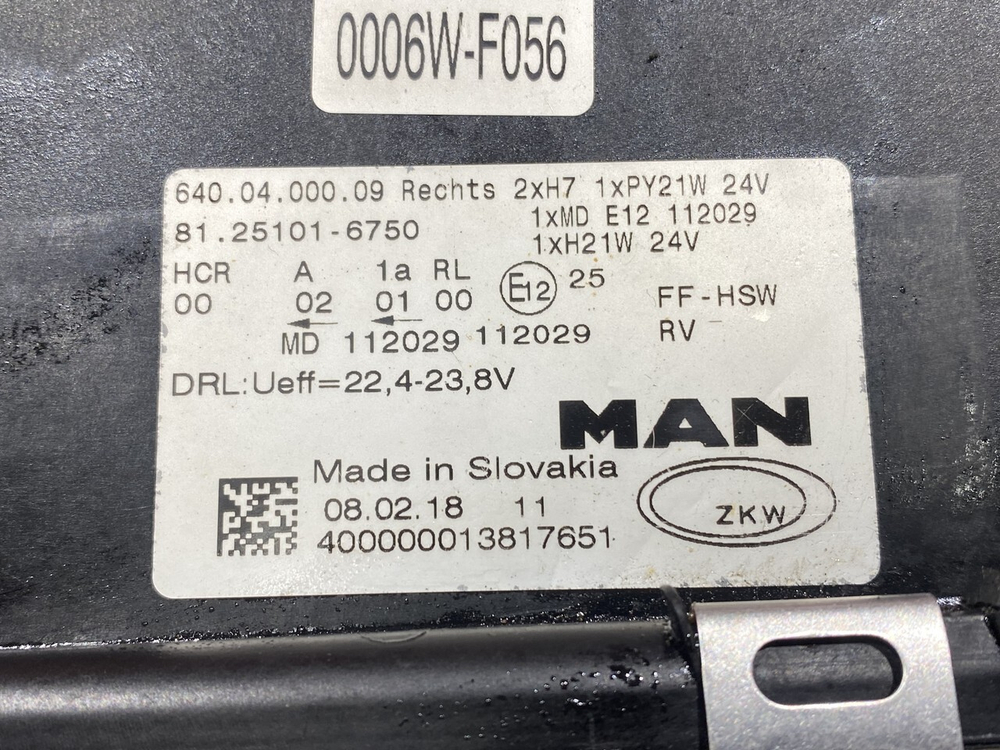 0006W-F056
640.04.000.09 Rechts 2xH7 1xPY21W 24V
81.25101-6750 1xMD E12 112029
1xH21W 24V
HCR A 1a RL E12 25
00 02 01 00 FF-HSW
MD 112029 112029 RV
DRL:Ueff=22,4-23,8V
MAN
Made in Slovakia
08.02.18 11 ZKW
400000013817651